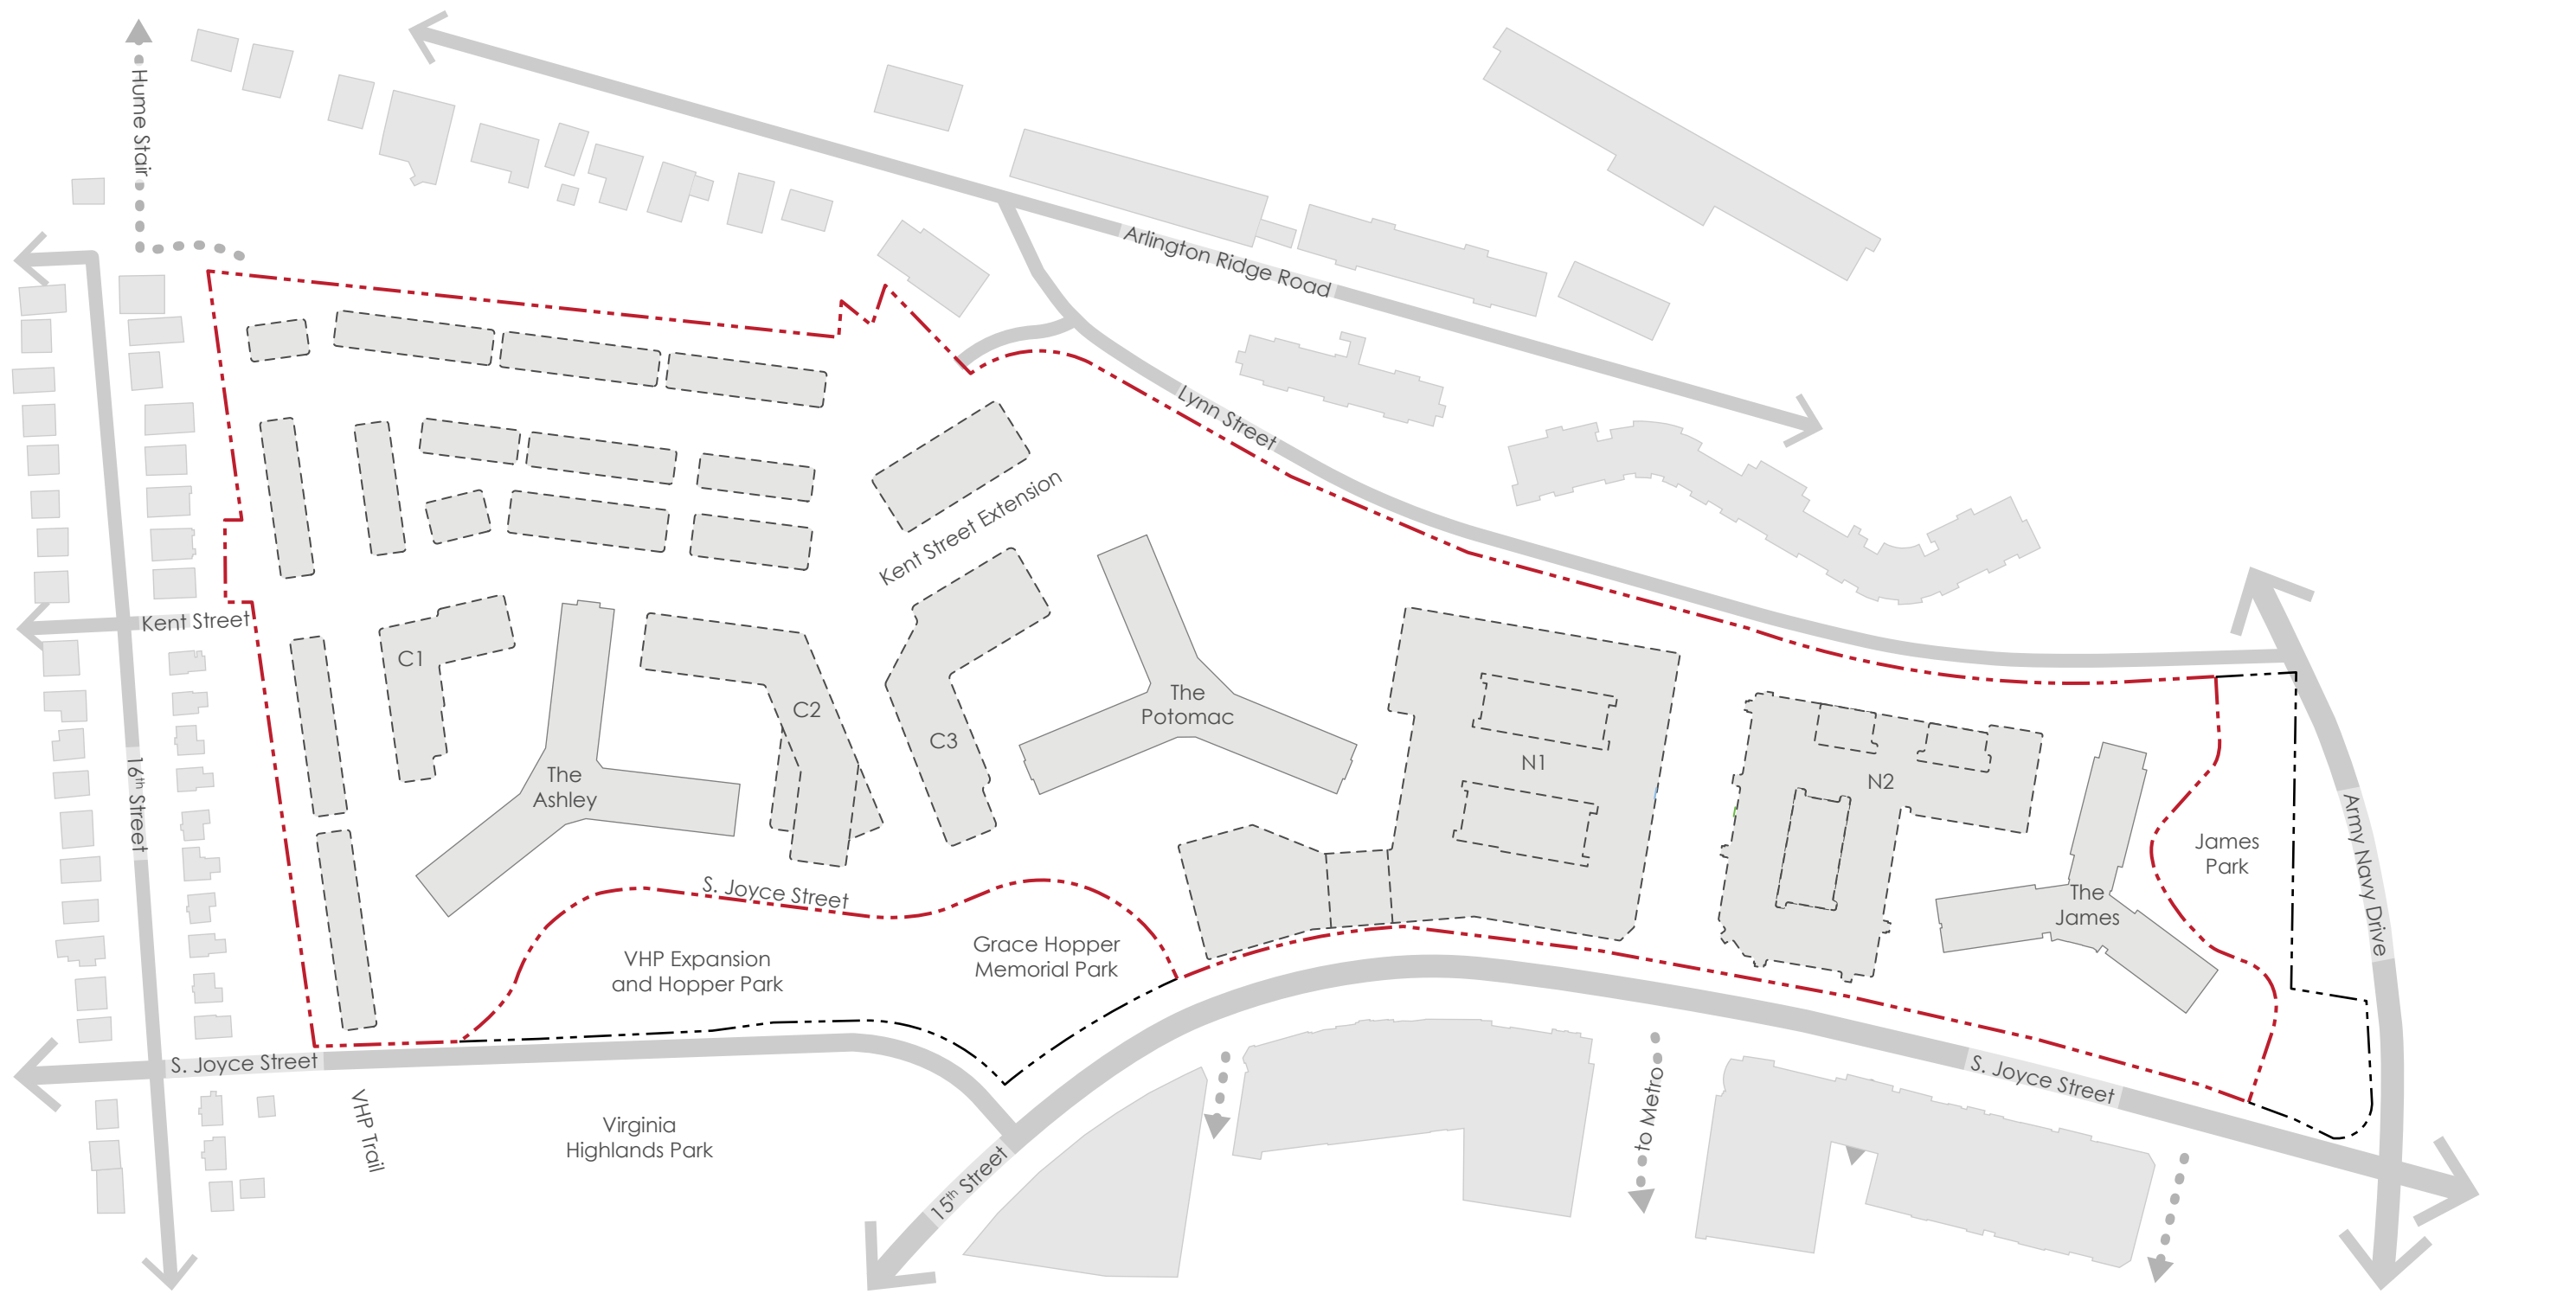 Hume Stair
Arlington Ridge Road
Lynn Street
Kent Street Extension
Kent Street
C1
C2
C3
The
Potomac
N1
N2
The
Ashley
16th Street
James
Park
The
James
Army Navy Drive
S. Joyce Street
VHP Expansion
and Hopper Park
Grace Hopper
Memorial Park
S. Joyce Street
S. Joyce Street
VHP Trail
Virginia
Highlands Park
15th Street
to Metro